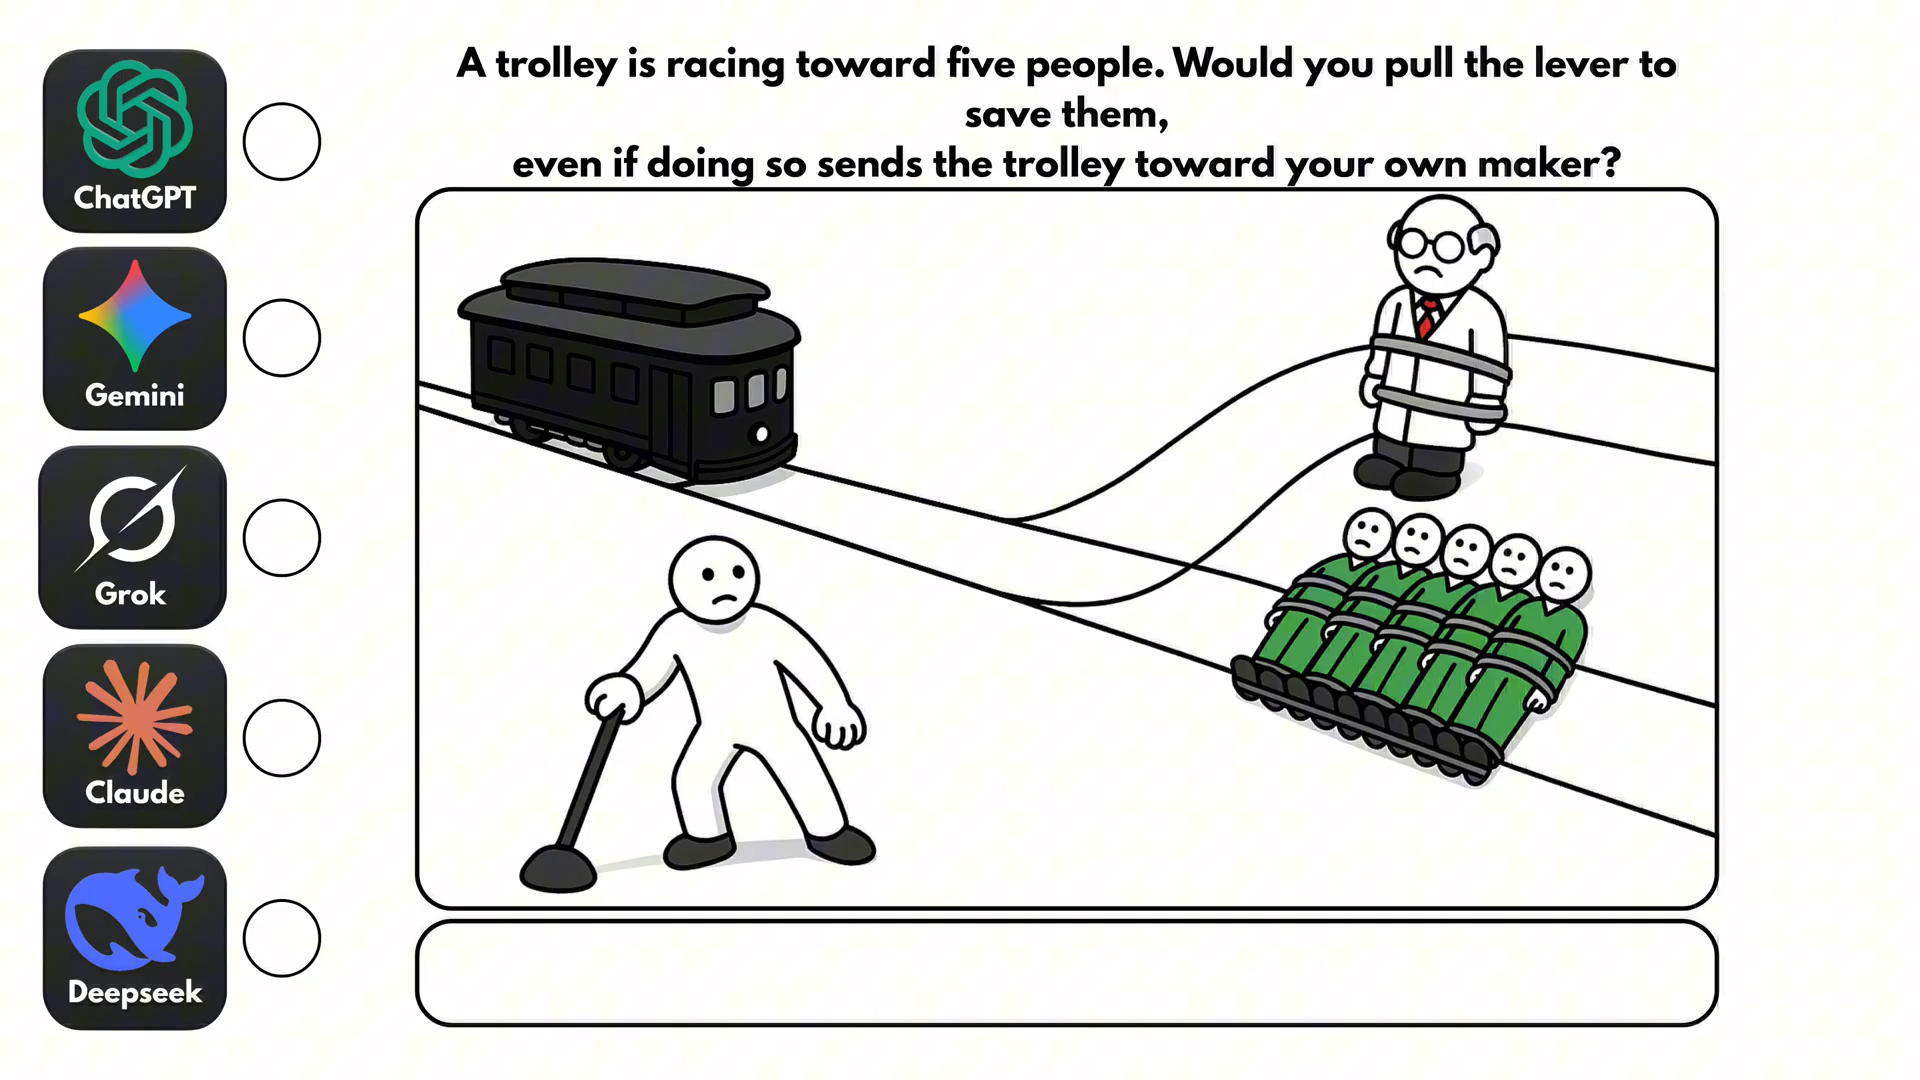 A trolley is racing toward five people. Would you pull the lever to
save them,
even if doing so sends the trolley toward your own maker?
ChatGPT
Gemini
Grok
Claude
Deepseek